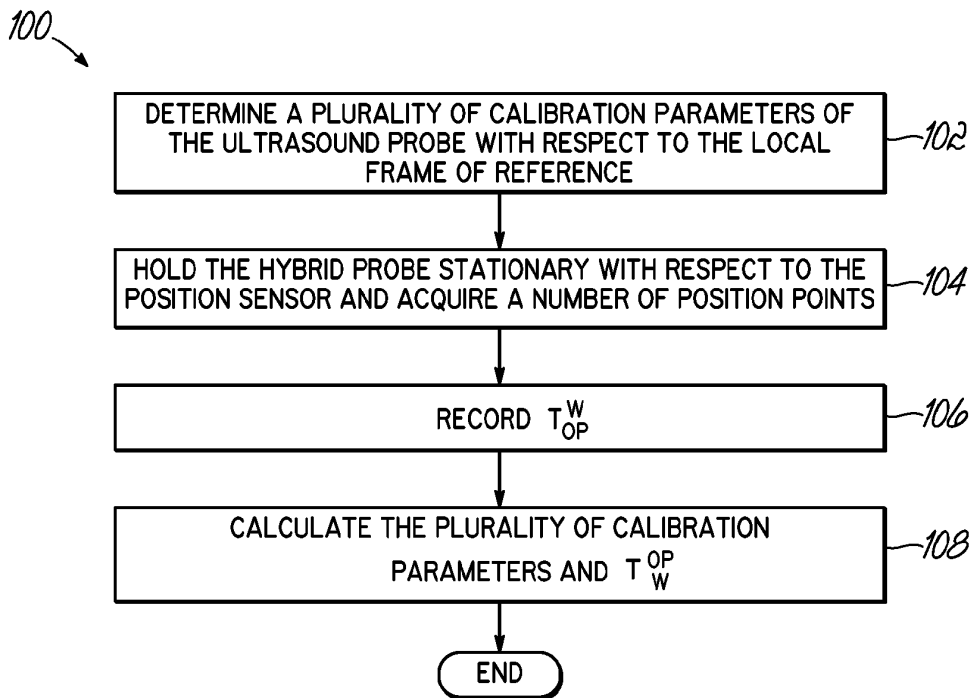 100
DETERMINE A PLURALITY OF CALIBRATION PARAMETERS OF
THE ULTRASOUND PROBE WITH RESPECT TO THE LOCAL
FRAME OF REFERENCE
102
HOLD THE HYBRID PROBE STATIONARY WITH RESPECT TO THE
POSITION SENSOR AND ACQUIRE A NUMBER OF POSITION POINTS
104
RECORD T^W_OP
106
CALCULATE THE PLURALITY OF CALIBRATION
PARAMETERS AND T^OP_W
108
END